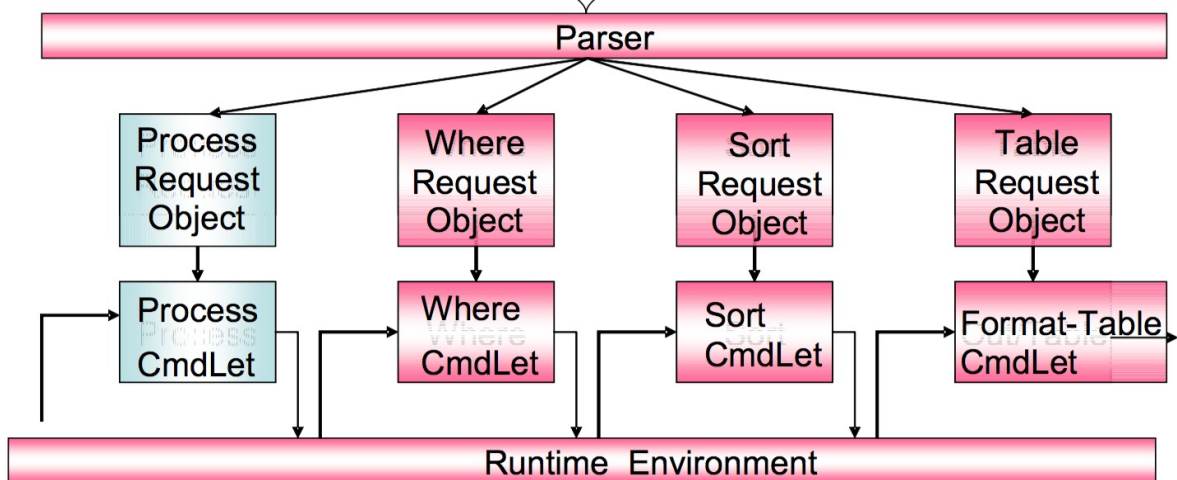 Parser
Process
Request
Object
Where
Request
Object
Sort
Request
Object
Table
Request
Object
Process
CmdLet
Where
CmdLet
Sort
CmdLet
Format-Table
CmdLet
Runtime Environment